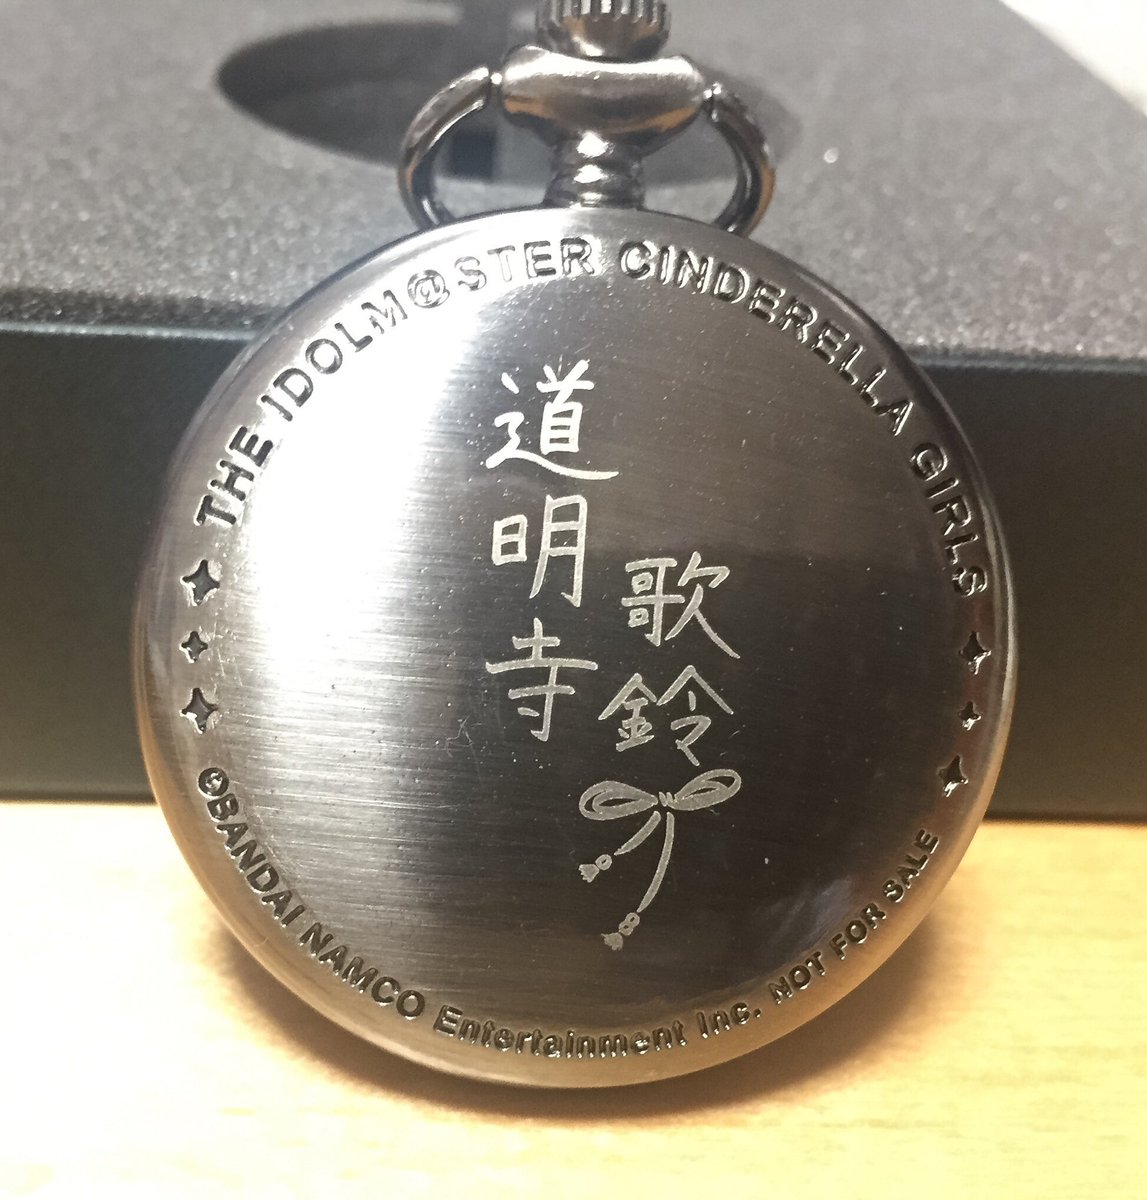 THE IDOLM@STER CINDERELLA GIRLS
道明寺
歌鈴
©BANDAI NAMCO Entertainment Inc. NOT FOR SALE